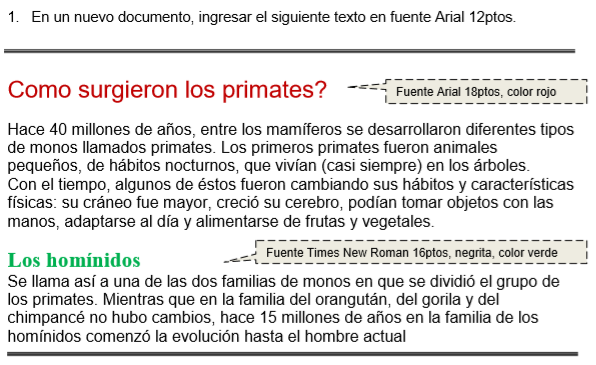 1. En un nuevo documento, ingresar el siguiente texto en fuente Arial 12ptos.
Como surgieron los primates?
Fuente Arial 18ptos, color rojo
Hace 40 millones de años, entre los mamíferos se desarrollaron diferentes tipos
de monos llamados primates. Los primeros primates fueron animales
pequeños, de hábitos nocturnos, que vivían (casi siempre) en los árboles.
Con el tiempo, algunos de éstos fueron cambiando sus hábitos y características
físicas: su cráneo fue mayor, creció su cerebro, podían tomar objetos con las
manos, adaptarse al día y alimentarse de frutas y vegetales.
Los homínidos
Fuente Times New Roman 16ptos, negrita, color verde
Se llama así a una de las dos familias de monos en que se dividió el grupo de
los primates. Mientras que en la familia del orangután, del gorila y del
chimpancé no hubo cambios, hace 15 millones de años en la familia de los
homínidos comenzó la evolución hasta el hombre actual